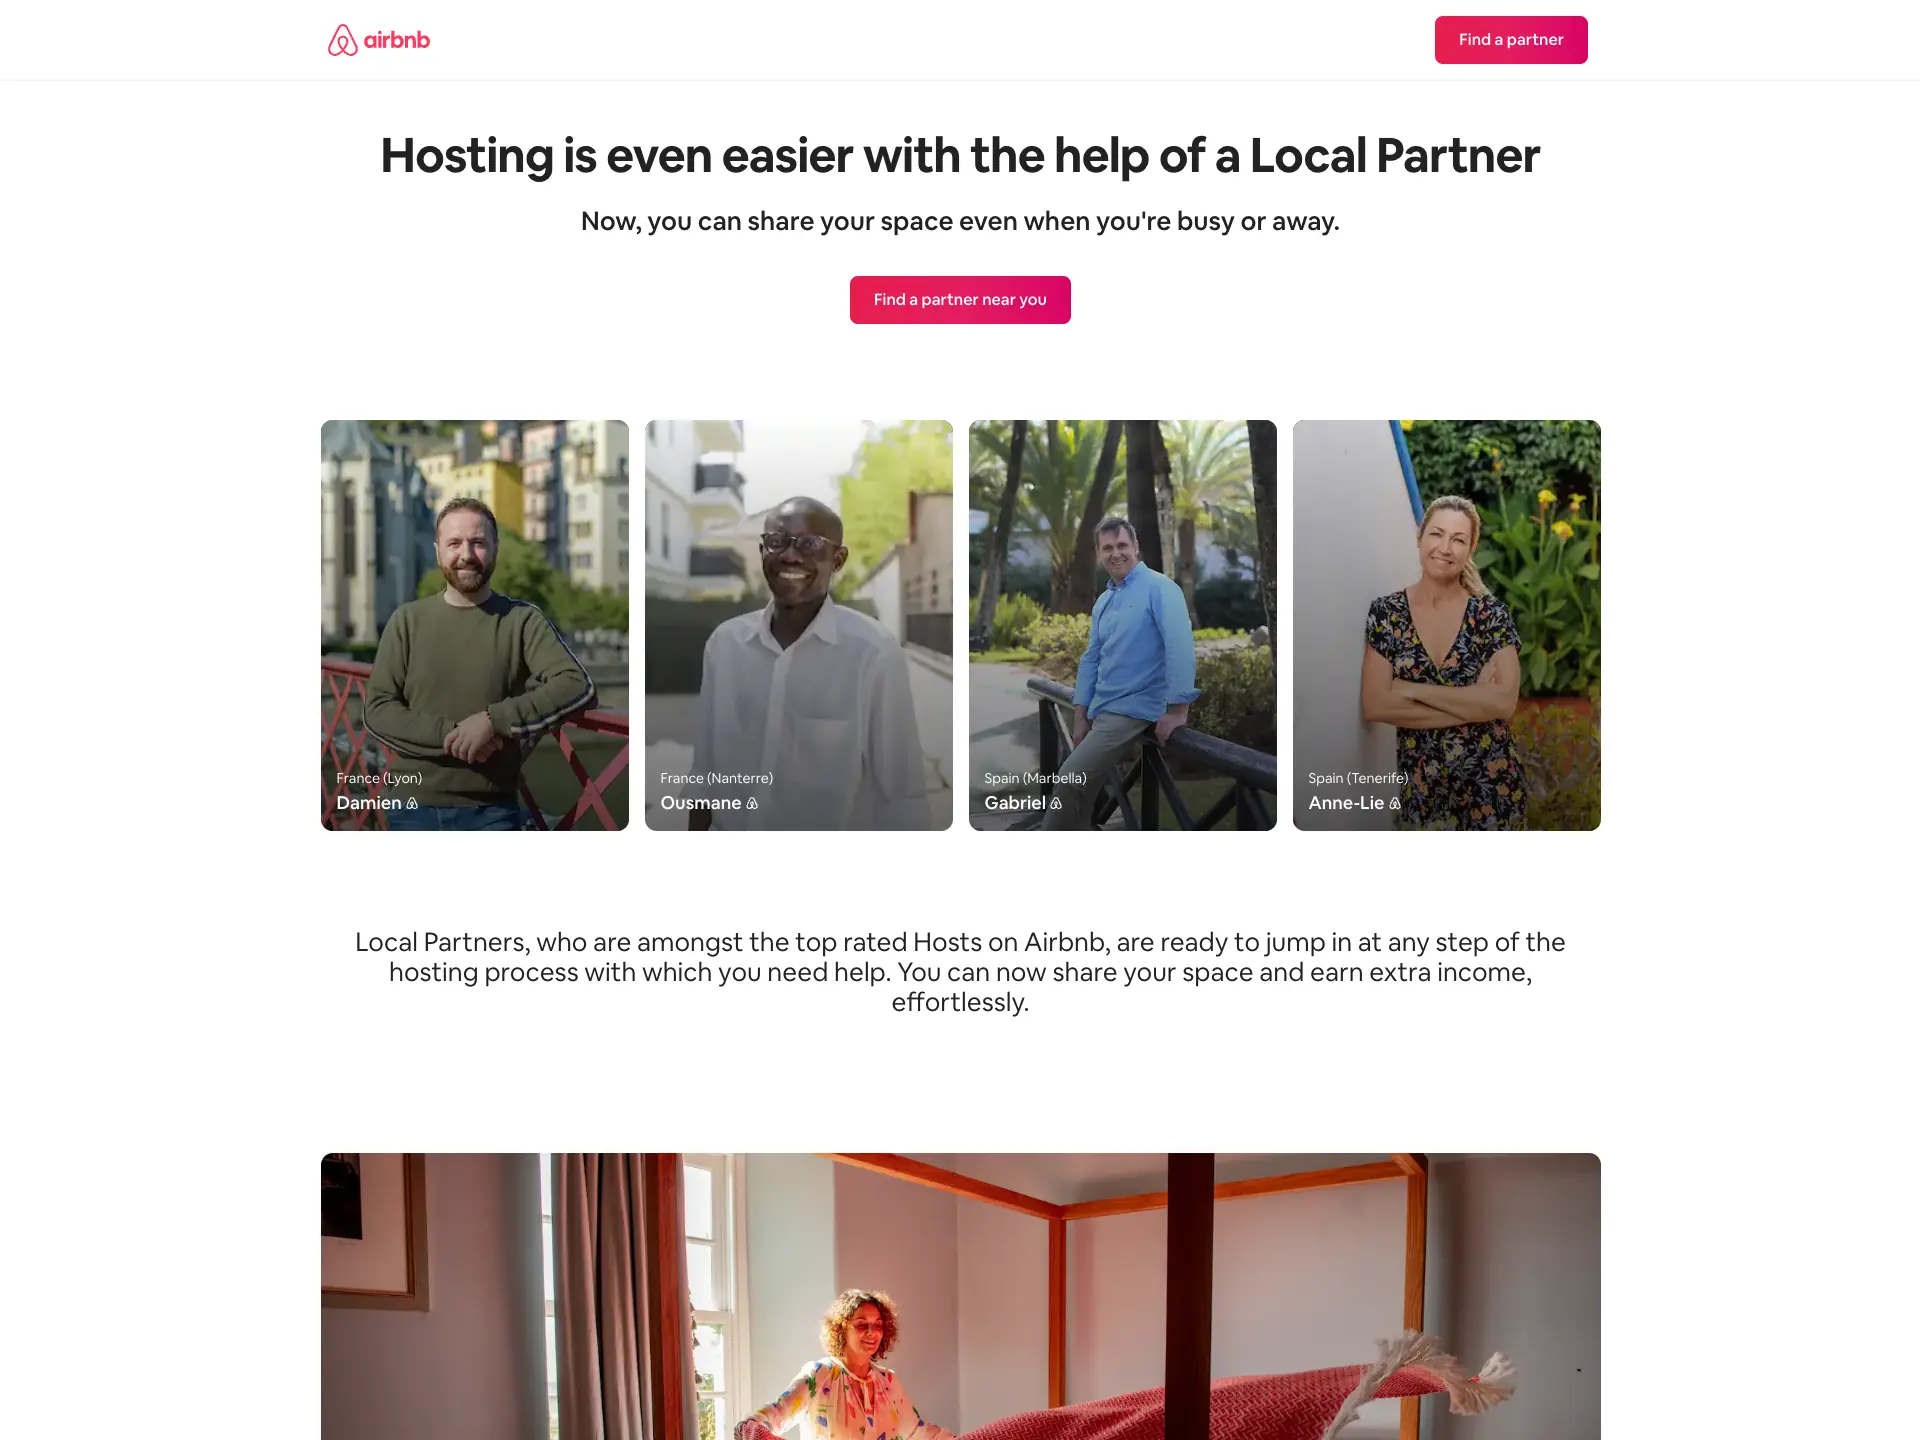 airbnb
Find a partner
Hosting is even easier with the help of a Local Partner
Now, you can share your space even when you're busy or away.
Find a partner near you
France (Lyon)
Damien
France (Nanterre)
Ousmane
Spain (Marbella)
Gabriel
Spain (Tenerife)
Anne-Lie
Local Partners, who are amongst the top rated Hosts on Airbnb, are ready to jump in at any step of the
hosting process with which you need help. You can now share your space and earn extra income,
effortlessly.